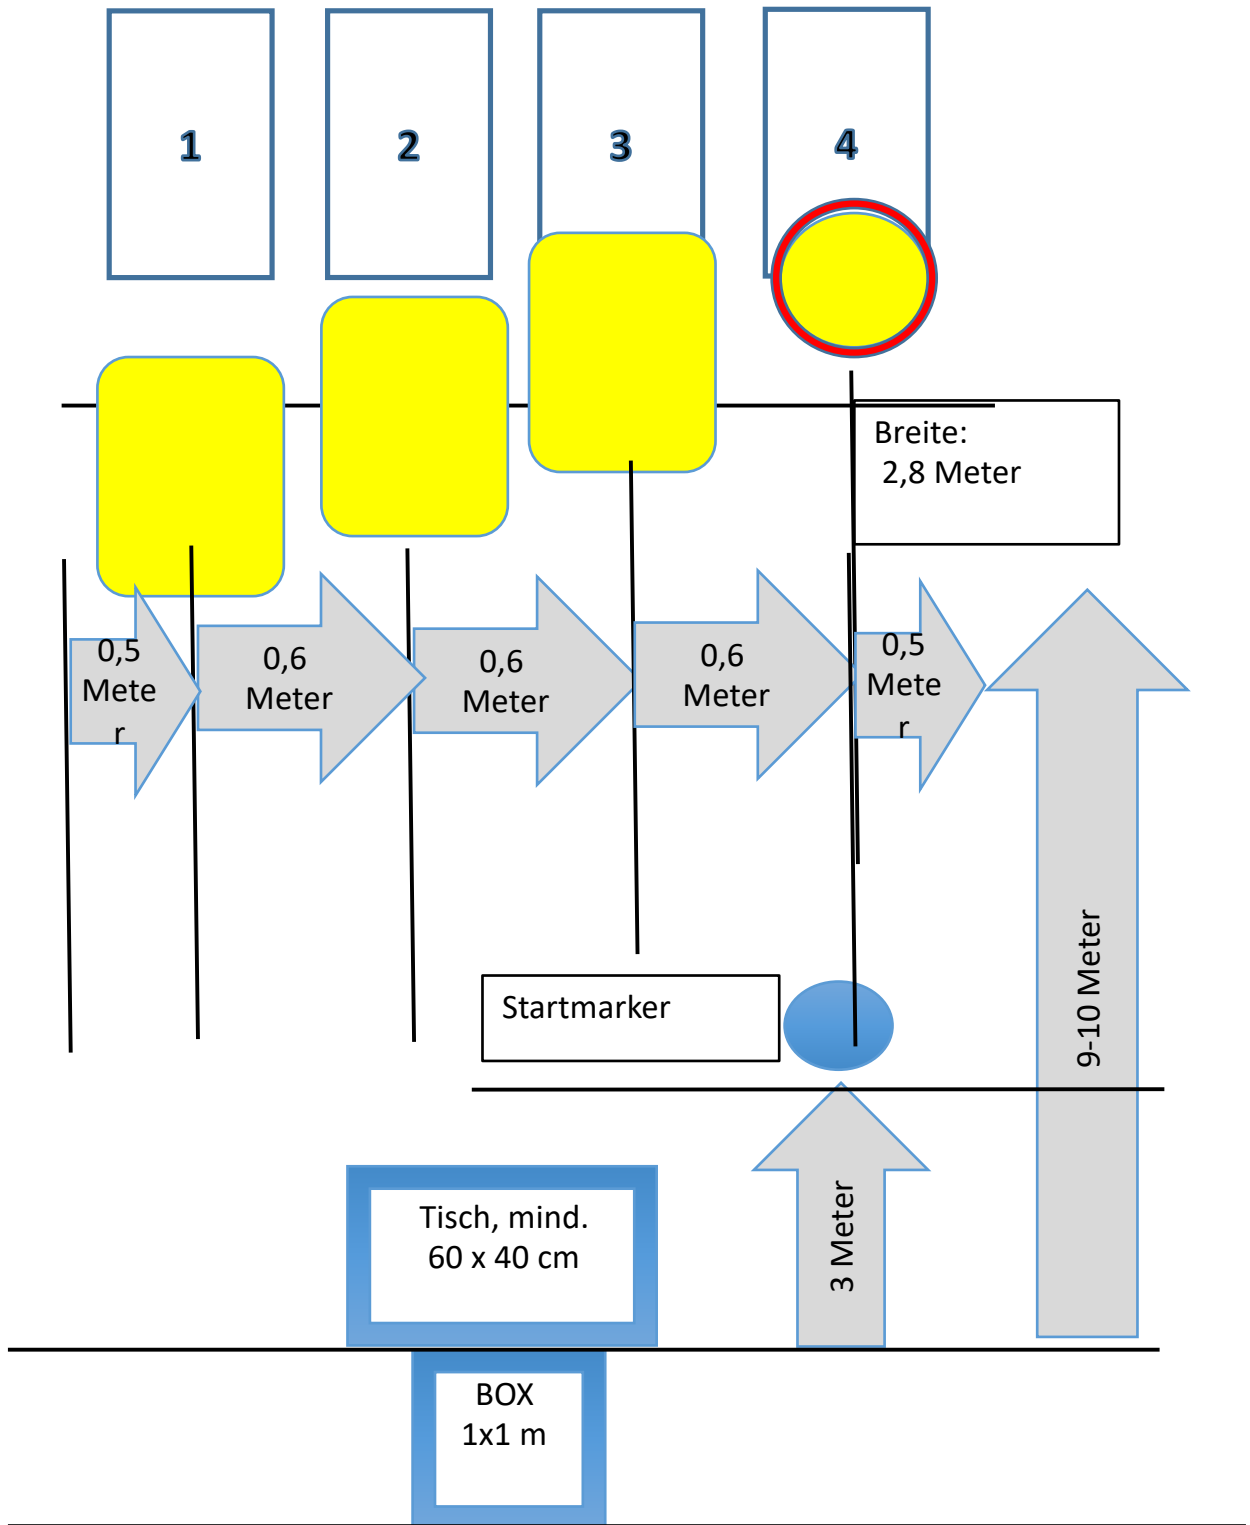 1
2
3
4
Breite:
2,8 Meter
0,5
Mete
r
0,6
Meter
0,6
Meter
0,6
Meter
0,5
Mete
r
Startmarker
9-10 Meter
3 Meter
Tisch, mind.
60 x 40 cm
BOX
1x1 m